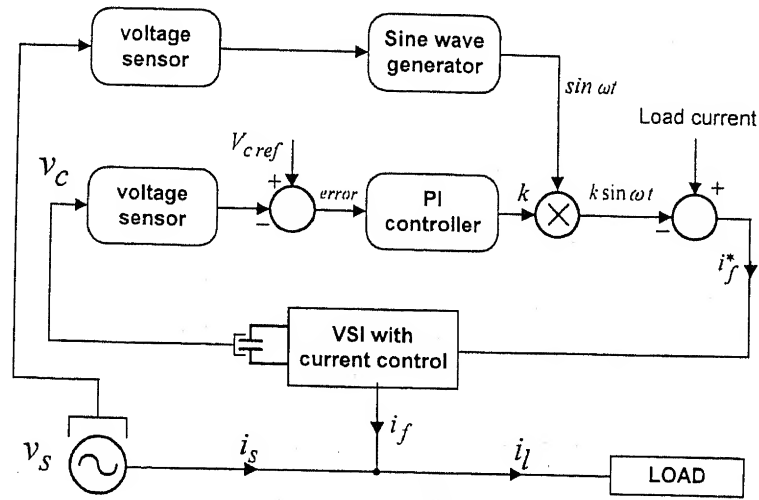 voltage
sensor
Sine wave
generator
sin ωt
Load current
V_{c ref}
v_c
voltage
sensor
+
−
error
PI
controller
k
k sin ωt
+
−
i_f^*
VSI with
current control
i_f
v_s
i_s
i_l
LOAD